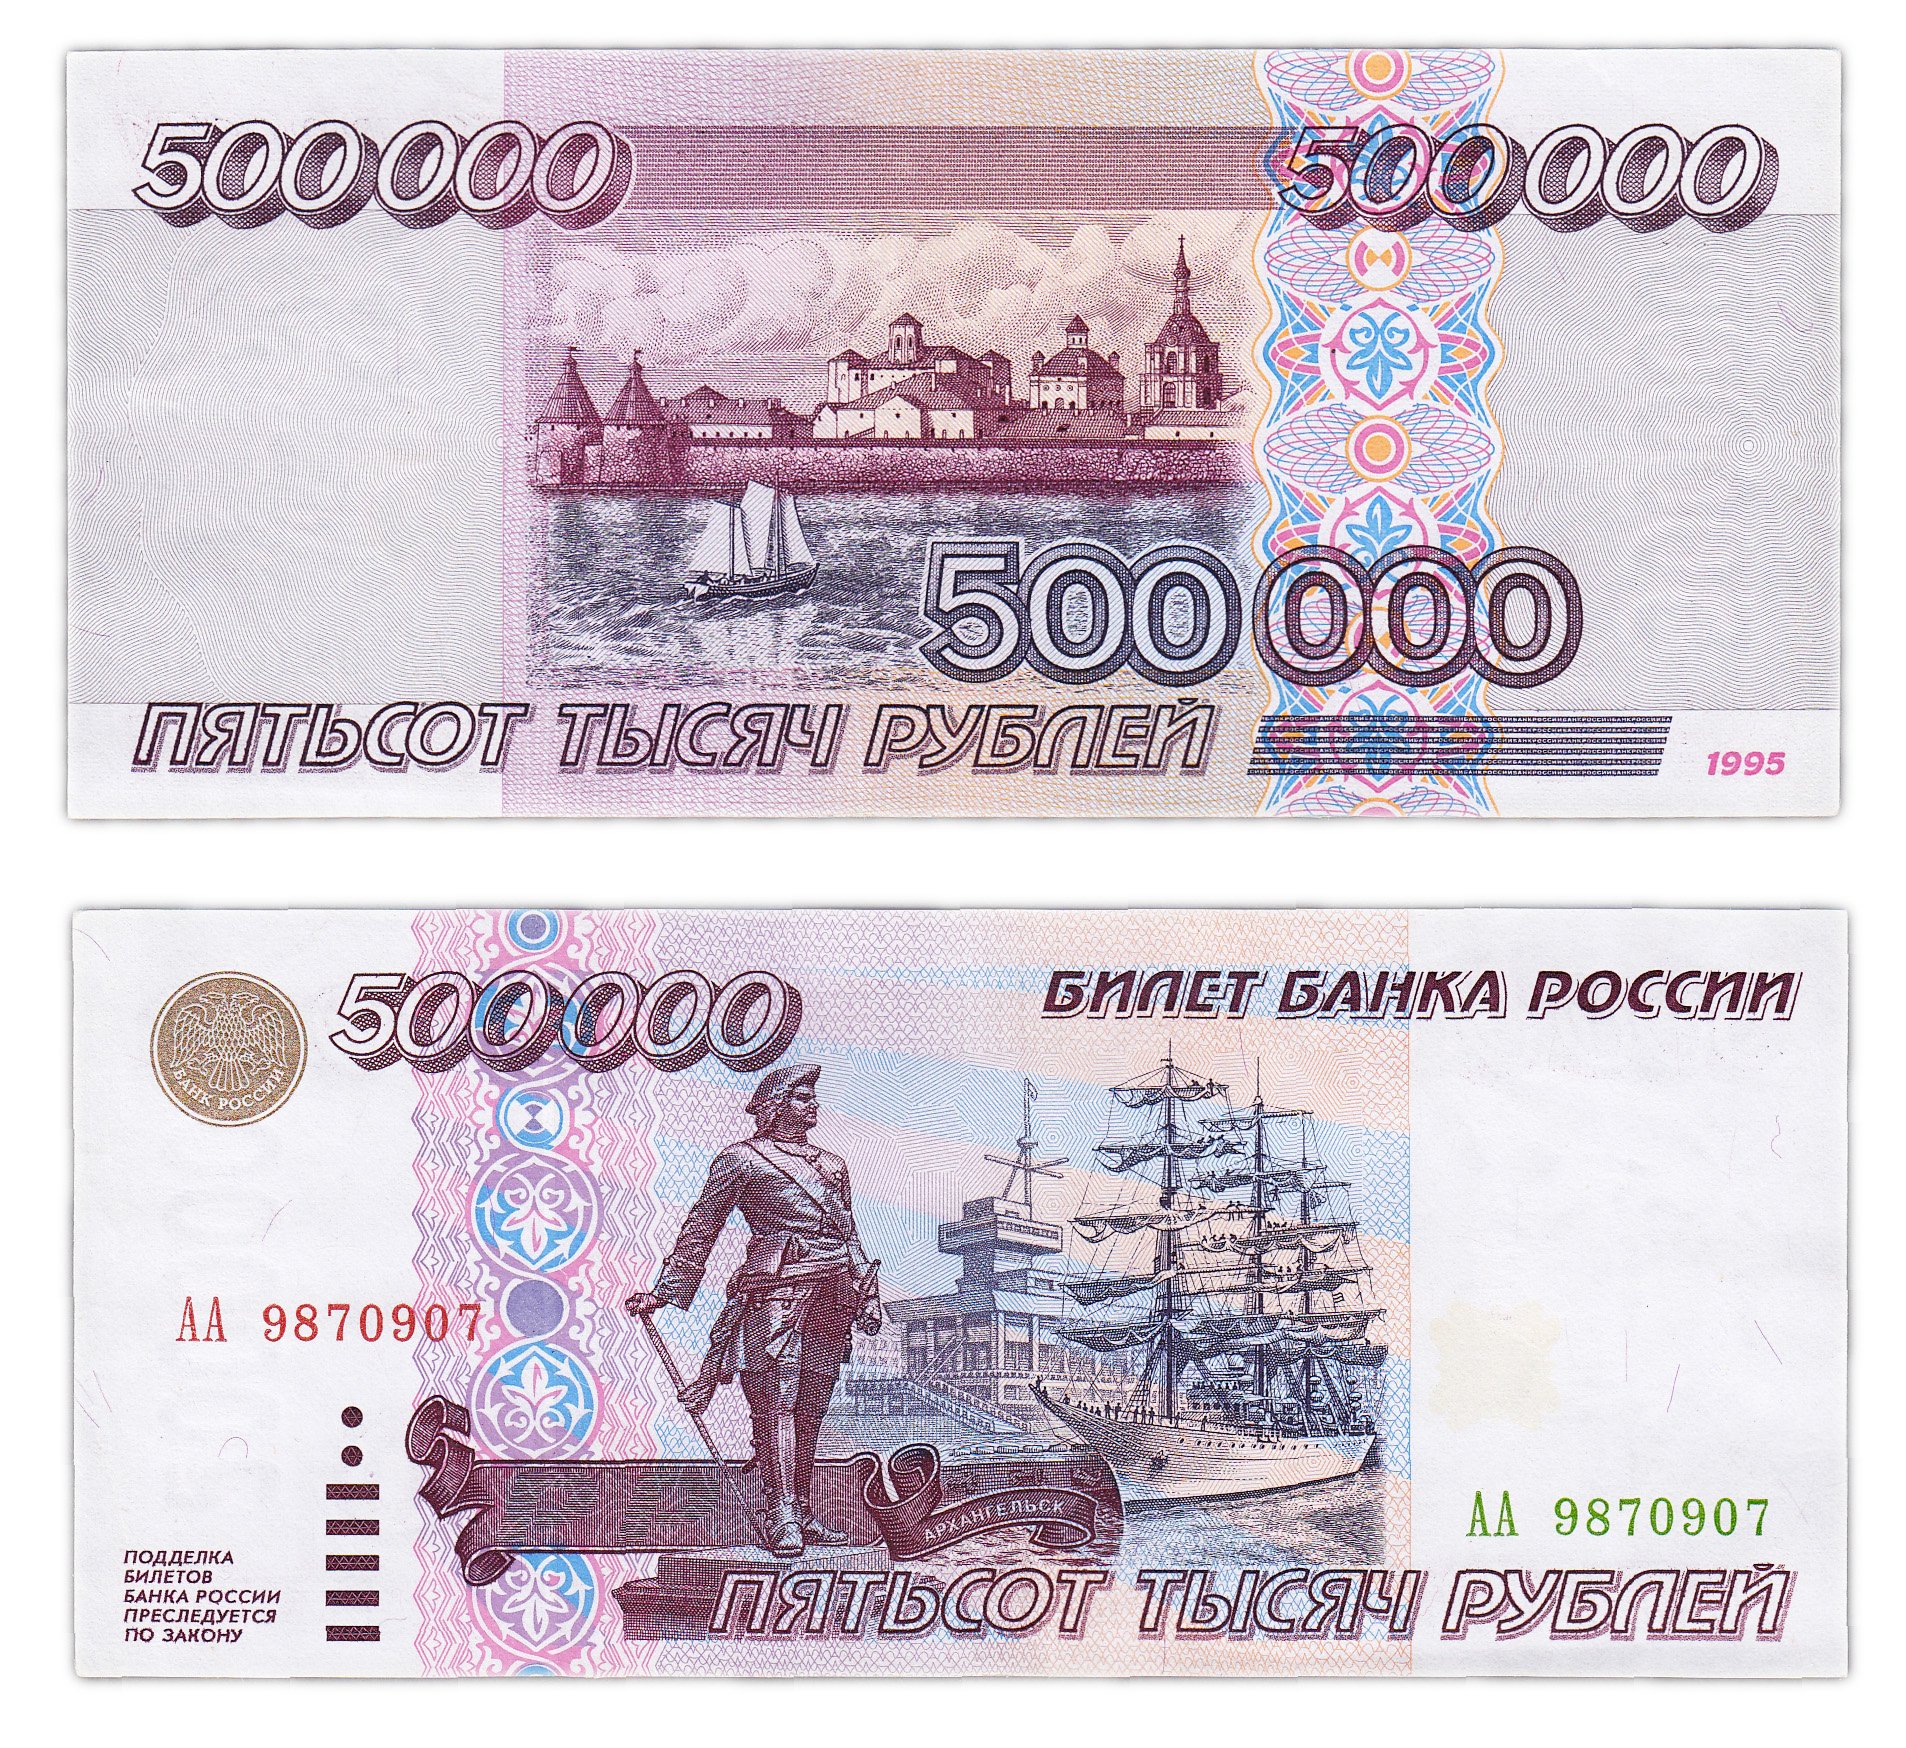 500 000 500 000
500 000
ПЯТЬСОТ ТЫСЯЧ РУБЛЕЙ
1995
500 000
БИЛЕТ БАНКА РОССИИ
БАНК РОССИИ
АА 9870907
АРХАНГЕЛЬСК
АА 9870907
ПОДДЕЛКА
БИЛЕТОВ
БАНКА РОССИИ
ПРЕСЛЕДУЕТСЯ
ПО ЗАКОНУ
ПЯТЬСОТ ТЫСЯЧ РУБЛЕЙ